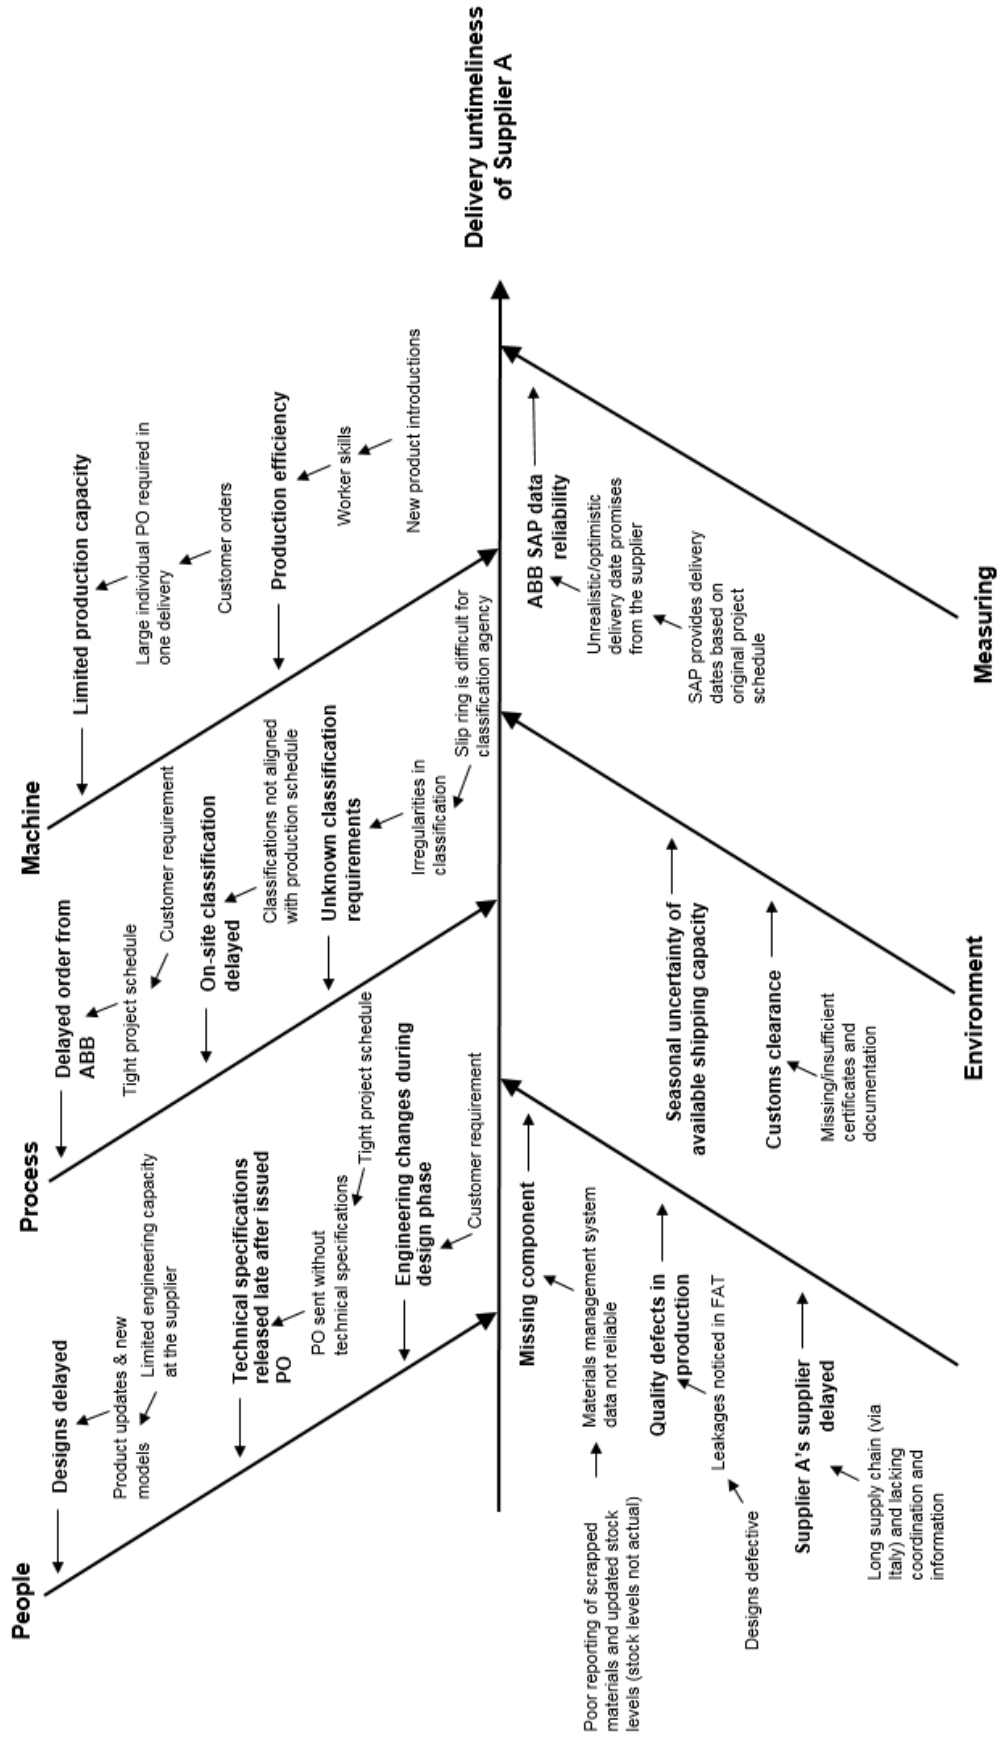 People
Designs delayed
Product updates & new
models
Limited engineering capacity
at the supplier
Technical specifications
released late after issued
PO
PO sent without
technical specifications
Tight project schedule
Engineering changes during
design phase
Customer requirement
Process
Delayed order from
ABB
Tight project schedule
Customer requirement
On-site classification
delayed
Classifications not aligned
with production schedule
Unknown classification
requirements
Irregularities in
classification
Slip ring is difficult for
classification agency
Machine
Limited production capacity
Large individual PO required in
one delivery
Customer orders
Production efficiency
Worker skills
New product introductions
Delivery untimeliness
of Supplier A
Missing component
Materials management system
data not reliable
Poor reporting of scrapped
materials and updated stock
levels (stock levels not actual)
Quality defects in
production
Leakages noticed in FAT
Designs defective
Supplier A's supplier
delayed
Long supply chain (via
Italy) and lacking
coordination and
information
Seasonal uncertainty of
available shipping capacity
Customs clearance
Missing/insufficient
certificates and
documentation
Environment
ABB SAP data
reliability
Unrealistic/optimistic
delivery date promises
from the supplier
SAP provides delivery
dates based on
original project
schedule
Measuring